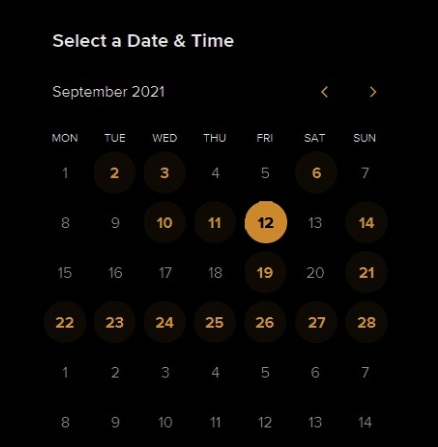 Select a Date & Time
September 2021
MON TUE WED THU FRI SAT SUN
1 2 3 4 5 6 7
8 9 10 11 12 13 14
15 16 17 18 19 20 21
22 23 24 25 26 27 28
1 2 3 4 5 6 7
8 9 10 11 12 13 14